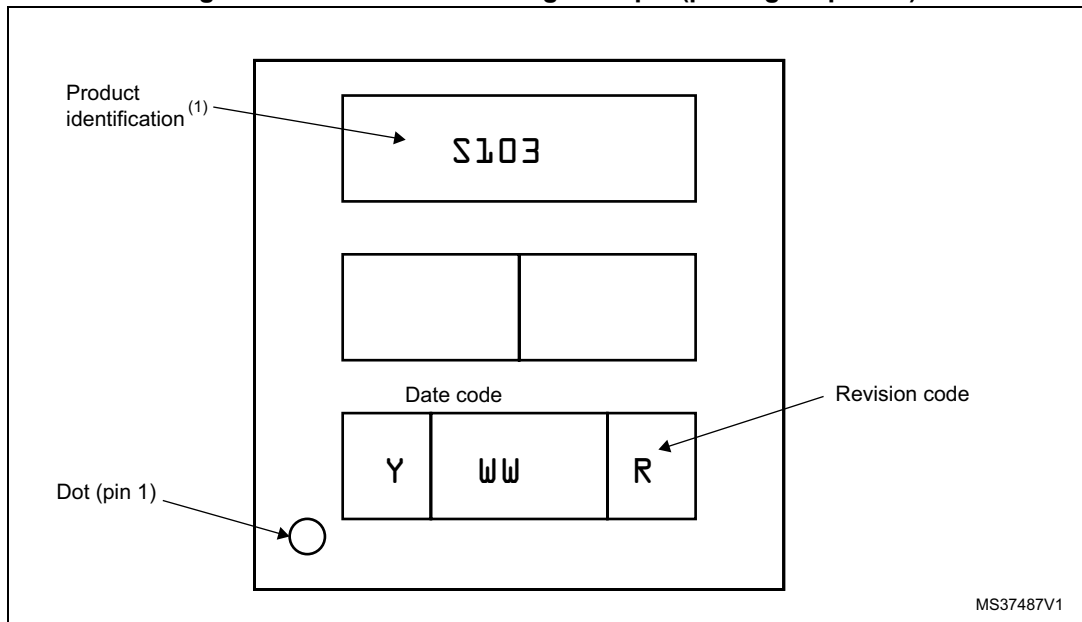 Product
identification (1)
S103
Date code
Revision code
Y WW R
Dot (pin 1)
MS37487V1